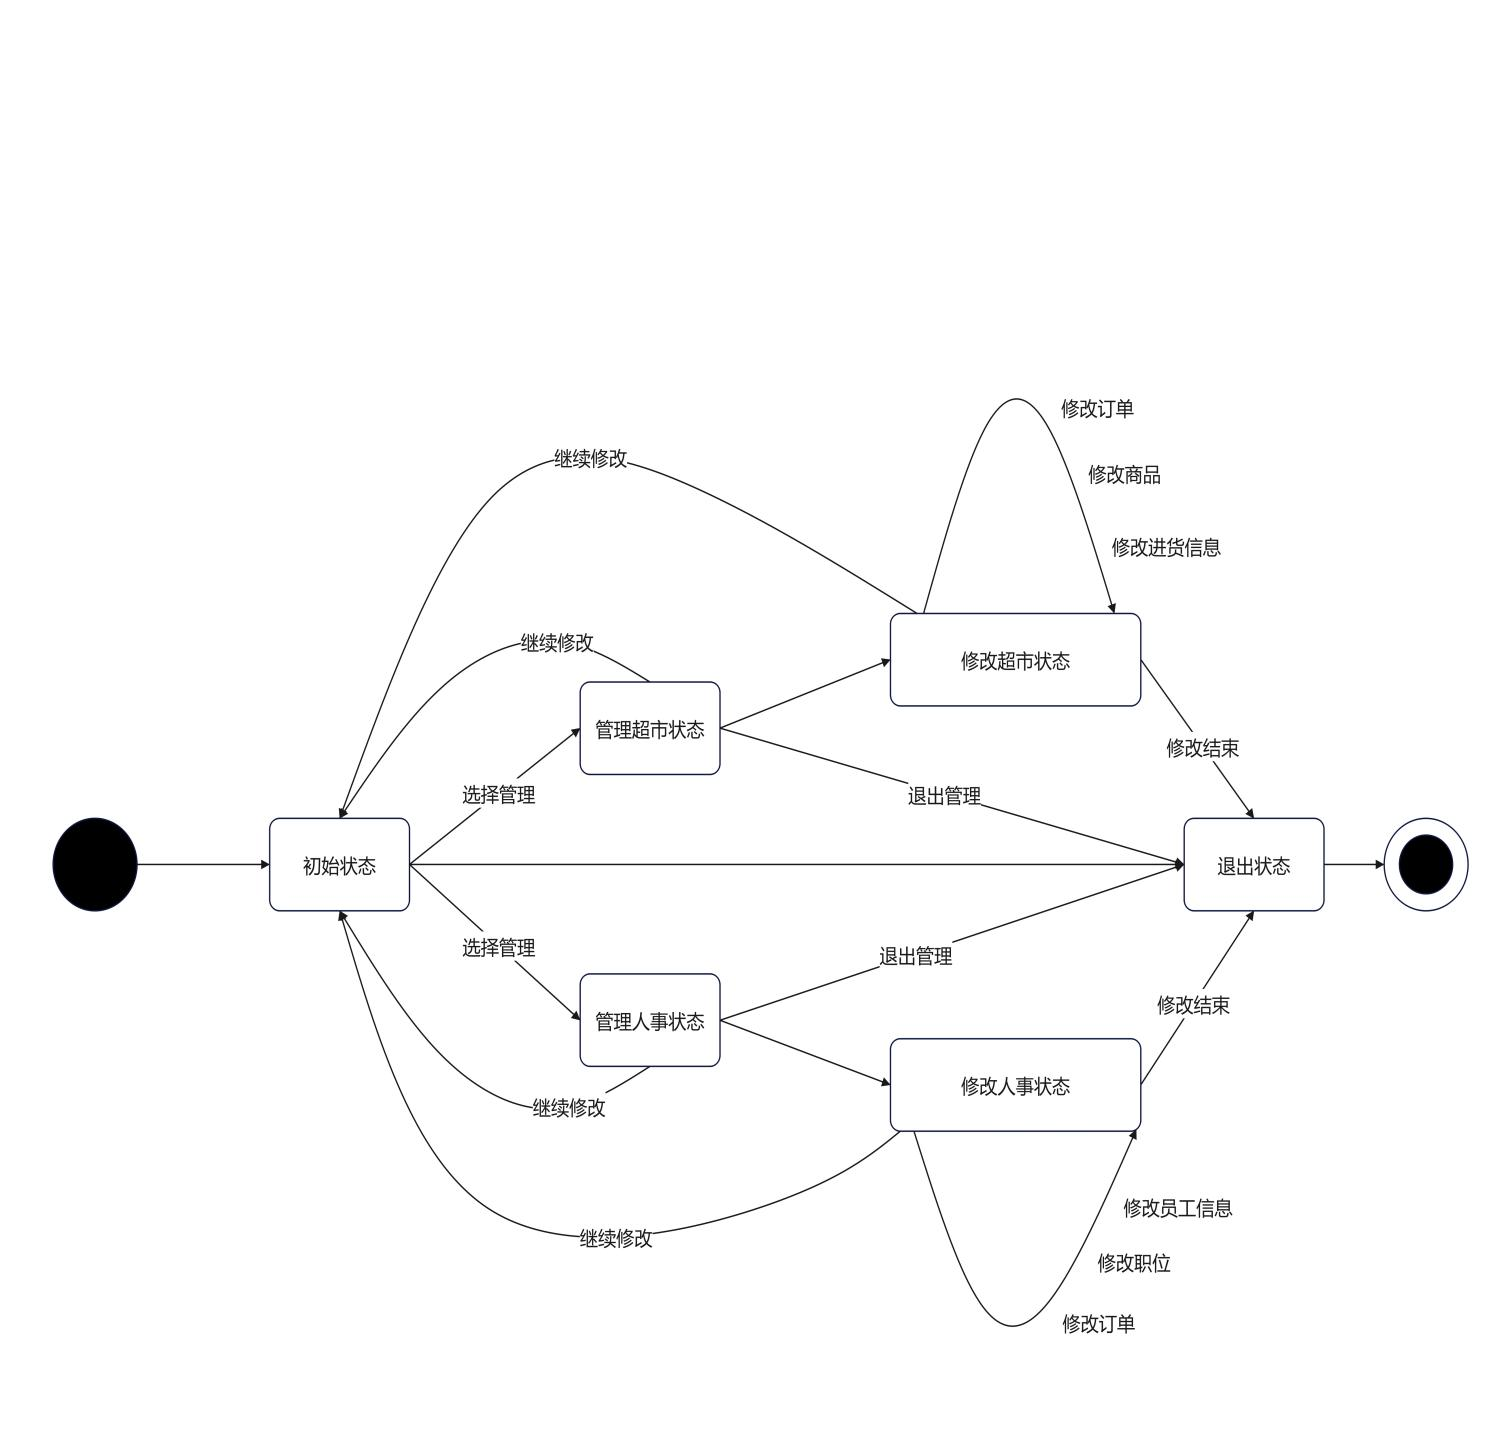 修改订单
继续修改
修改商品
修改进货信息
继续修改
修改超市状态
管理超市状态
修改结束
选择管理
退出管理
初始状态
退出状态
选择管理
退出管理
修改结束
管理人事状态
修改人事状态
继续修改
修改员工信息
继续修改
修改职位
修改订单